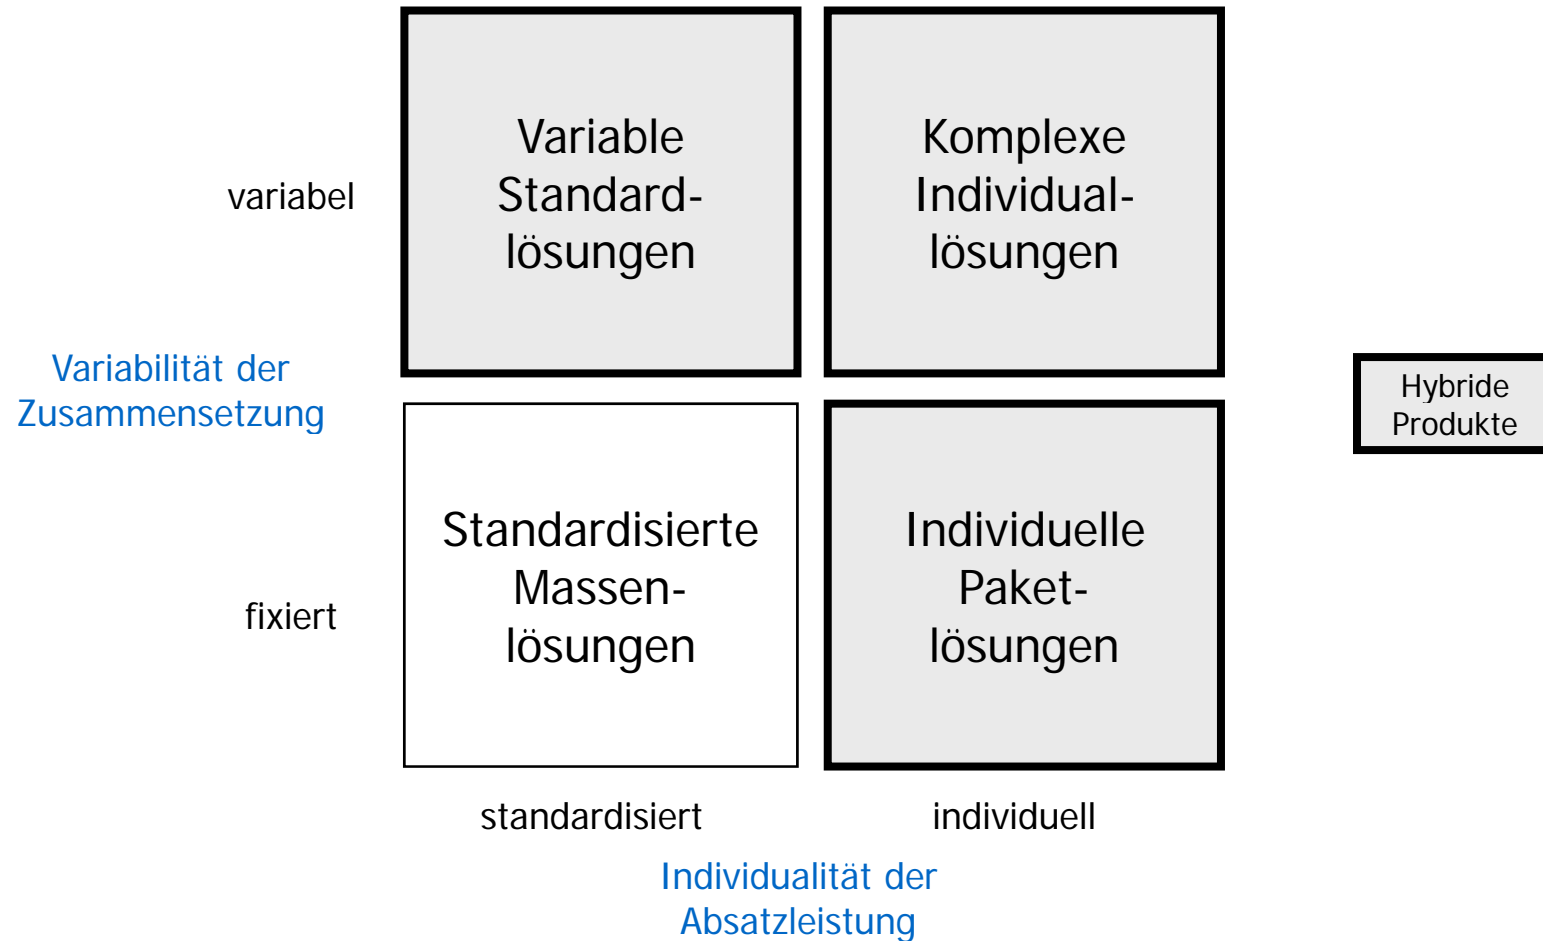 Variable
Standard-
lösungen
Komplexe
Individual-
lösungen
variabel
Variabilität der
Zusammensetzung
Hybride
Produkte
Standardisierte
Massen-
lösungen
Individuelle
Paket-
lösungen
fixiert
standardisiert
individuell
Individualität der
Absatzleistung